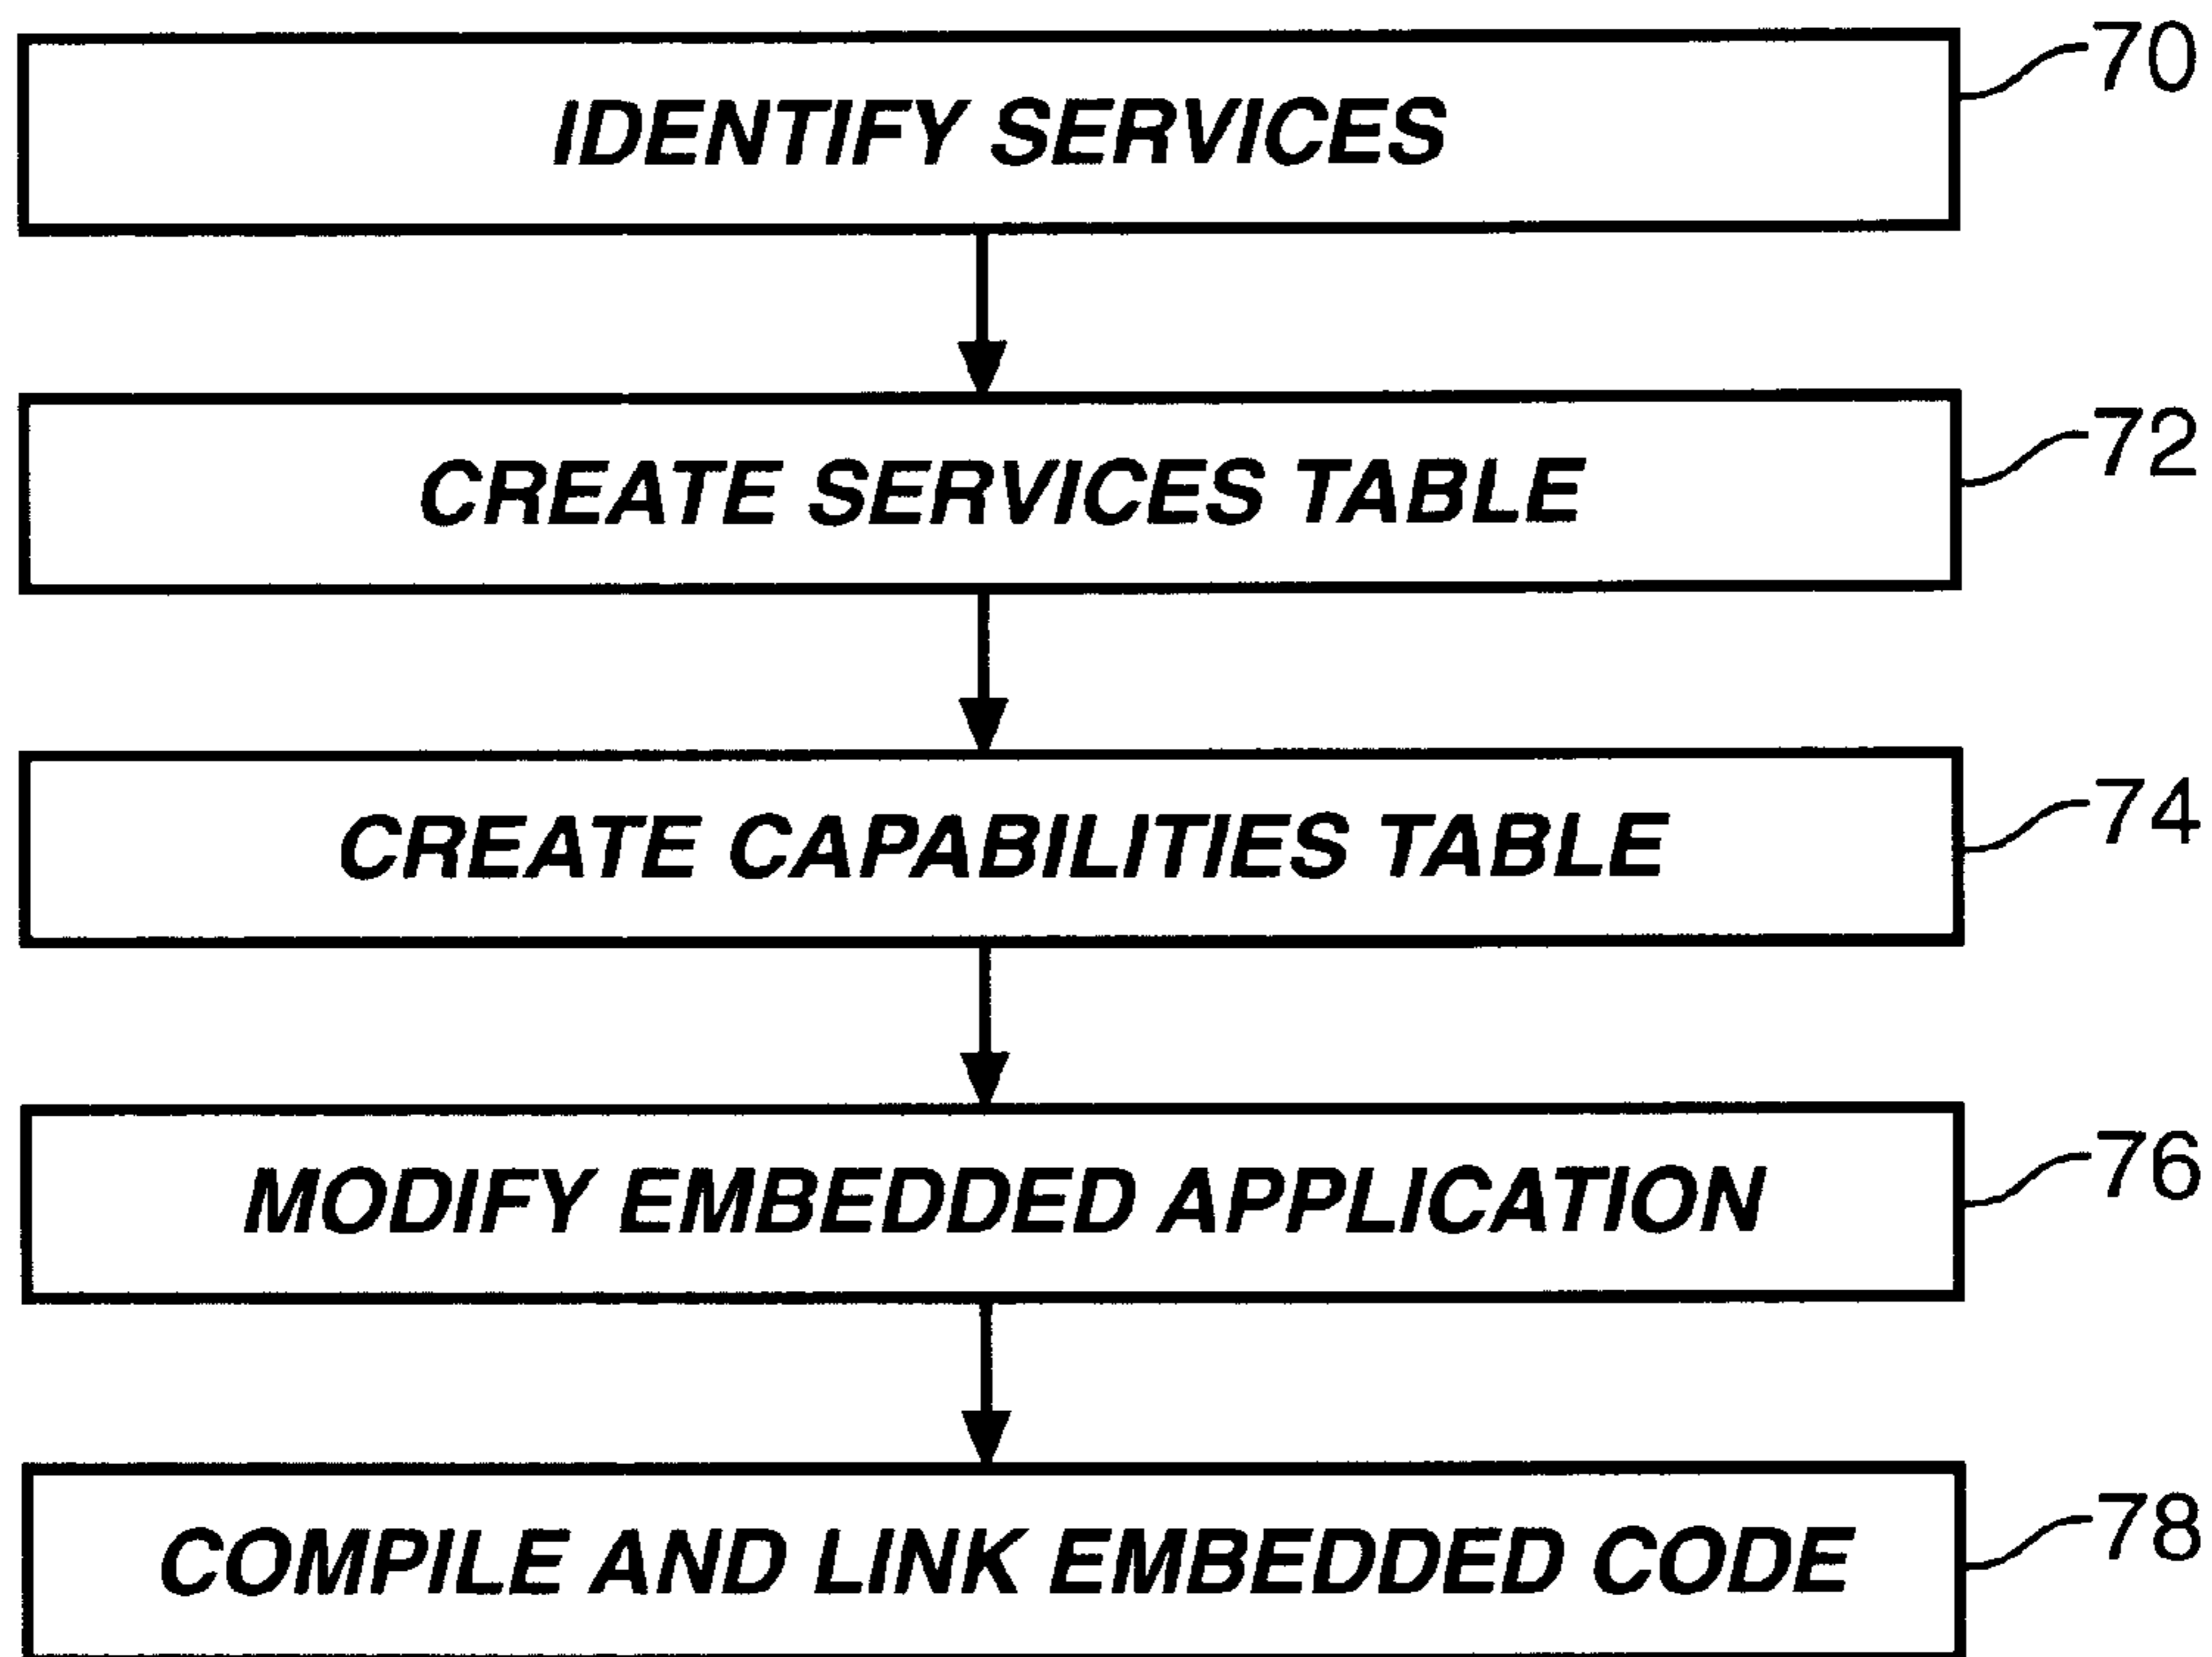 IDENTIFY SERVICES 70
CREATE SERVICES TABLE 72
CREATE CAPABILITIES TABLE 74
MODIFY EMBEDDED APPLICATION 76
COMPILE AND LINK EMBEDDED CODE 78